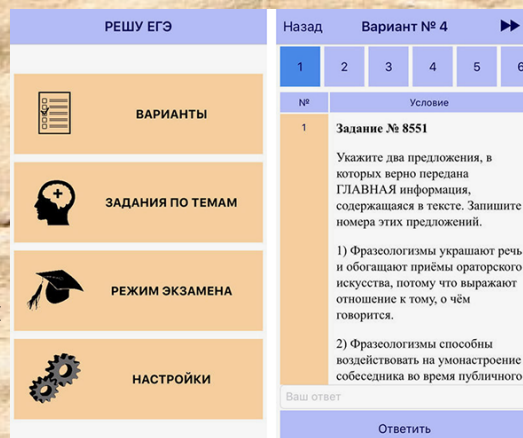 РЕШУ ЕГЭ
ВАРИАНТЫ
ЗАДАНИЯ ПО ТЕМАМ
РЕЖИМ ЭКЗАМЕНА
НАСТРОЙКИ
Назад Вариант № 4
1 2 3 4 5 6
№ Условие
1 Задание № 8551
Укажите два предложения, в
которых верно передана
ГЛАВНАЯ информация,
содержащаяся в тексте. Запишите
номера этих предложений.
1) Фразеологизмы украшают речь
и обогащают приёмы ораторского
искусства, потому что выражают
отношение к тому, о чём
говорится.
2) Фразеологизмы способны
воздействовать на умонастроение
собеседника во время публичного
Ваш ответ
Ответить